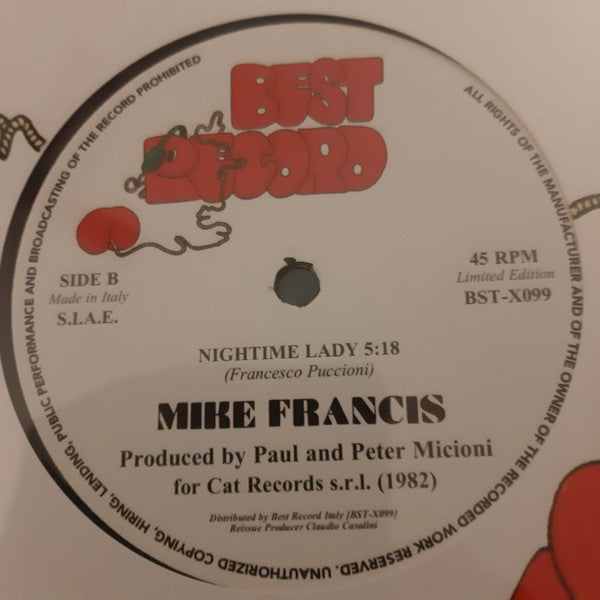 BEST
RECORD
SIDE B
Made in Italy
S.I.A.E.
45 RPM
Limited Edition
BST-X099
NIGHTIME LADY 5:18
(Francesco Puccioni)
MIKE FRANCIS
Produced by Paul and Peter Micioni
for Cat Records s.r.l. (1982)
Distributed by Best Record Italy [BST-X099]
Reissue Producer Claudio Casalini
ALL RIGHTS OF THE MANUFACTURER AND OF THE OWNER OF THE RECORDED WORK RESERVED. UNAUTHORIZED COPYING, HIRING, LENDING, PUBLIC PERFORMANCE AND BROADCASTING OF THE RECORD PROHIBITED